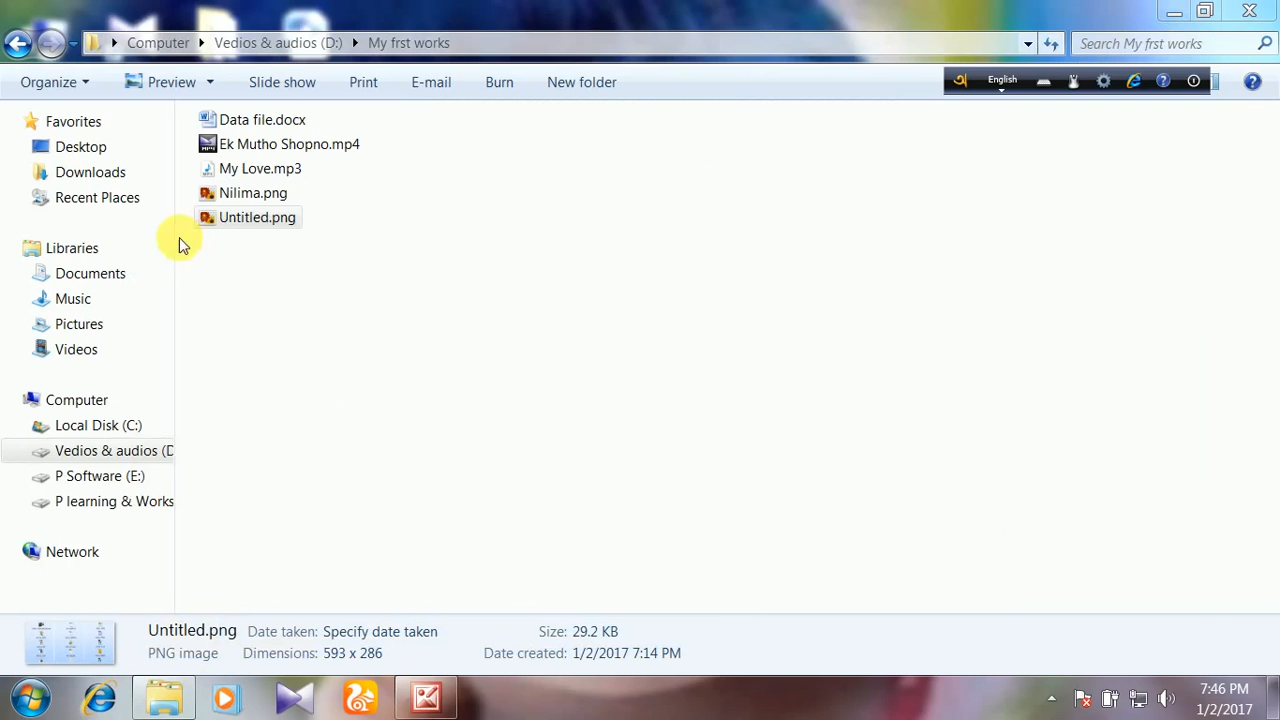 Computer Vedios & audios (D:) My frst works
Search My frst works
Organize Preview Slide show Print E-mail Burn New folder
English
Favorites
Desktop
Downloads
Recent Places
Libraries
Documents
Music
Pictures
Videos
Computer
Local Disk (C:)
Vedios & audios (D
P Software (E:)
P learning & Works
Network
Data file.docx
Ek Mutho Shopno.mp4
My Love.mp3
Nilima.png
Untitled.png
Untitled.png Date taken: Specify date taken Size: 29.2 KB
PNG image Dimensions: 593 x 286 Date created: 1/2/2017 7:14 PM
7:46 PM
1/2/2017